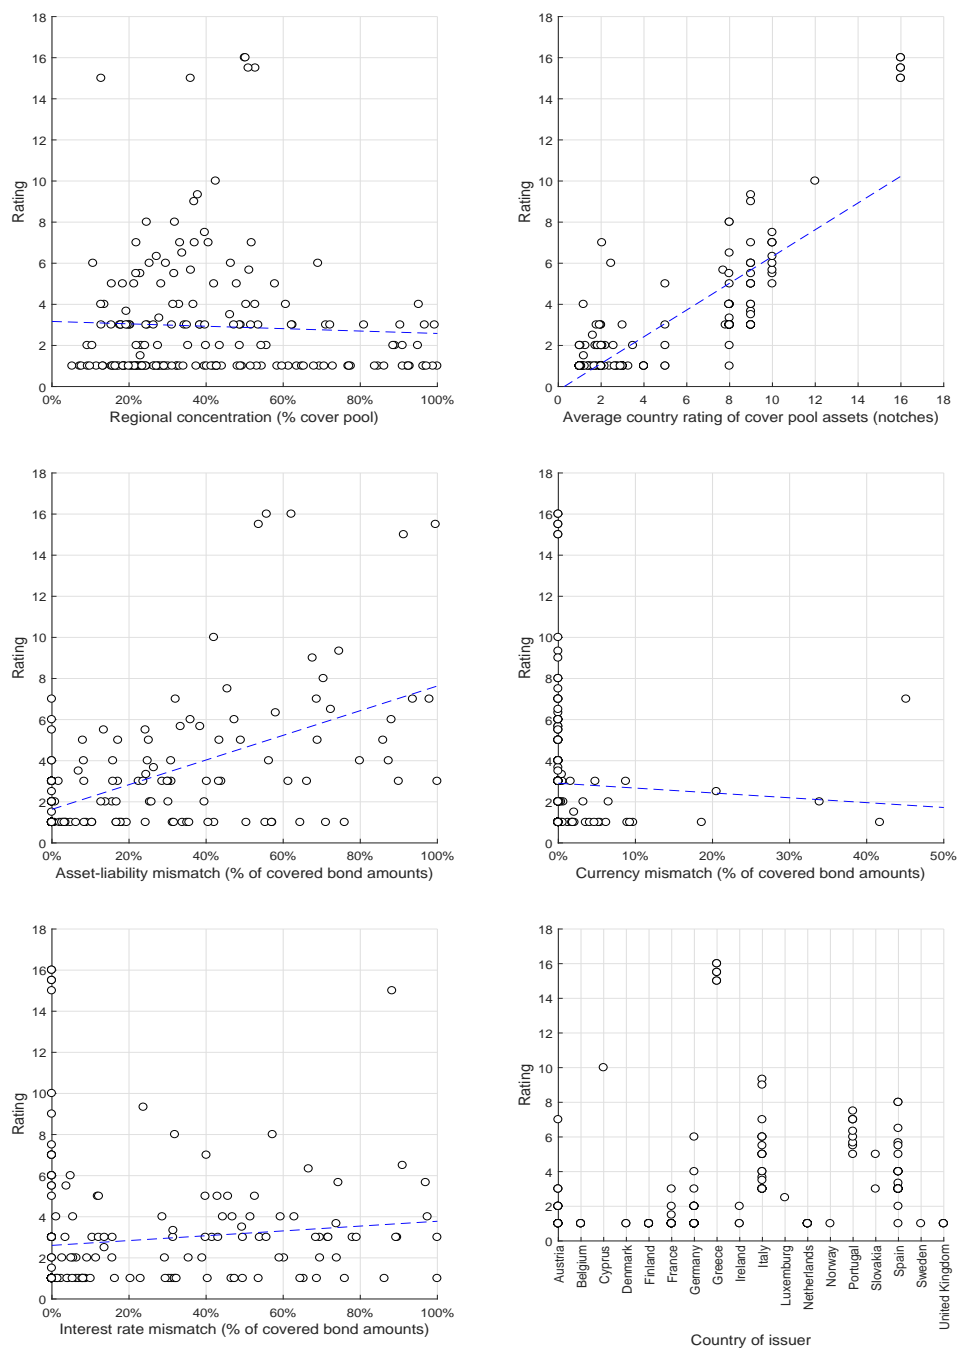 18
16
14
12
10
8
6
4
2
0
Rating
0% 20% 40% 60% 80% 100%
Regional concentration (% cover pool)
18
16
14
12
10
8
6
4
2
0
Rating
0 2 4 6 8 10 12 14 16 18
Average country rating of cover pool assets (notches)
18
16
14
12
10
8
6
4
2
0
Rating
0% 20% 40% 60% 80% 100%
Asset-liability mismatch (% of covered bond amounts)
18
16
14
12
10
8
6
4
2
0
Rating
0% 10% 20% 30% 40% 50%
Currency mismatch (% of covered bond amounts)
18
16
14
12
10
8
6
4
2
0
Rating
0% 20% 40% 60% 80% 100%
Interest rate mismatch (% of covered bond amounts)
18
16
14
12
10
8
6
4
2
0
Rating
Austria
Belgium
Cyprus
Denmark
Finland
France
Germany
Greece
Ireland
Italy
Luxemburg
Netherlands
Norway
Portugal
Slovakia
Spain
Sweden
United Kingdom
Country of issuer